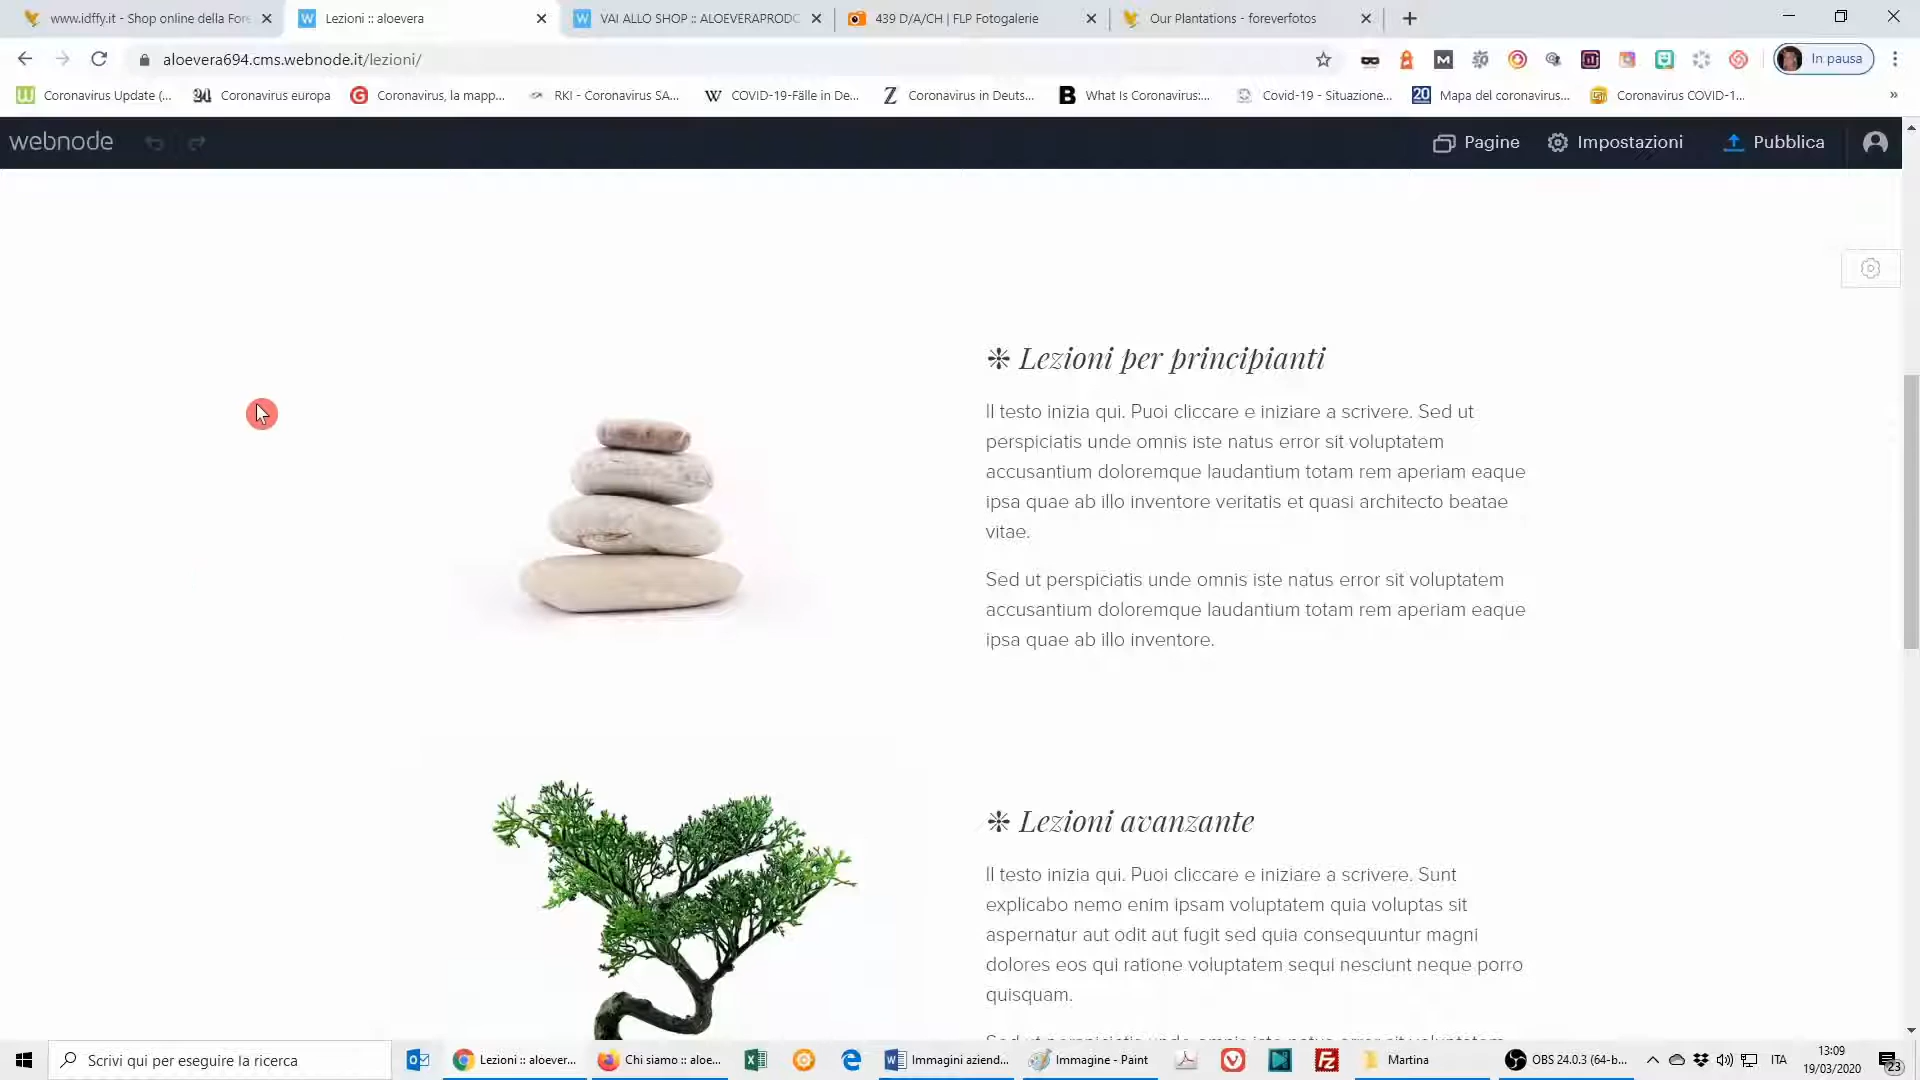 www.idffy.it - Shop online della Fore
Lezioni :: aloevera
VAI ALLO SHOP :: ALOEVERAPRODO
439 D/A/CH | FLP Fotogalerie
Our Plantations - foreverfotos
aloevera694.cms.webnode.it/lezioni/
In pausa
Coronavirus Update (...
Coronavirus europa
Coronavirus, la mapp...
RKI - Coronavirus SA...
COVID-19-Fälle in De...
Coronavirus in Deuts...
What Is Coronavirus:...
Covid-19 - Situazione...
Mapa del coronavirus...
Coronavirus COVID-1...
webnode
Pagine
Impostazioni
Pubblica
❈ Lezioni per principianti
Il testo inizia qui. Puoi cliccare e iniziare a scrivere. Sed ut
perspiciatis unde omnis iste natus error sit voluptatem
accusantium doloremque laudantium totam rem aperiam eaque
ipsa quae ab illo inventore veritatis et quasi architecto beatae
vitae.
Sed ut perspiciatis unde omnis iste natus error sit voluptatem
accusantium doloremque laudantium totam rem aperiam eaque
ipsa quae ab illo inventore.
❈ Lezioni avanzante
Il testo inizia qui. Puoi cliccare e iniziare a scrivere. Sunt
explicabo nemo enim ipsam voluptatem quia voluptas sit
aspernatur aut odit aut fugit sed quia consequuntur magni
dolores eos qui ratione voluptatem sequi nesciunt neque porro
quisquam.
Scrivi qui per eseguire la ricerca
Lezioni :: aloever...
Chi siamo :: aloe...
Immagini aziend...
Immagine - Paint
Martina
OBS 24.0.3 (64-b...
ITA
13:09
19/03/2020
23